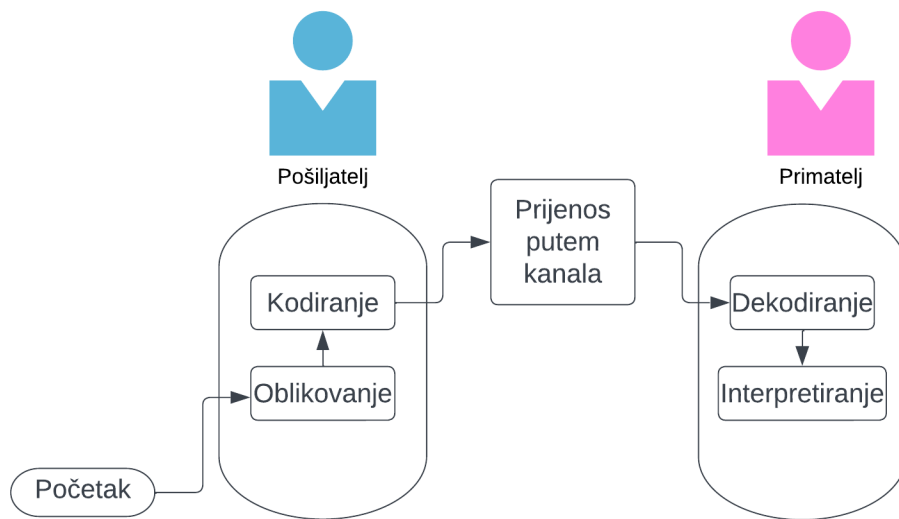 Pošiljatelj
Primatelj
Prijenos
putem
kanala
Kodiranje
Dekodiranje
Oblikovanje
Interpretiranje
Početak